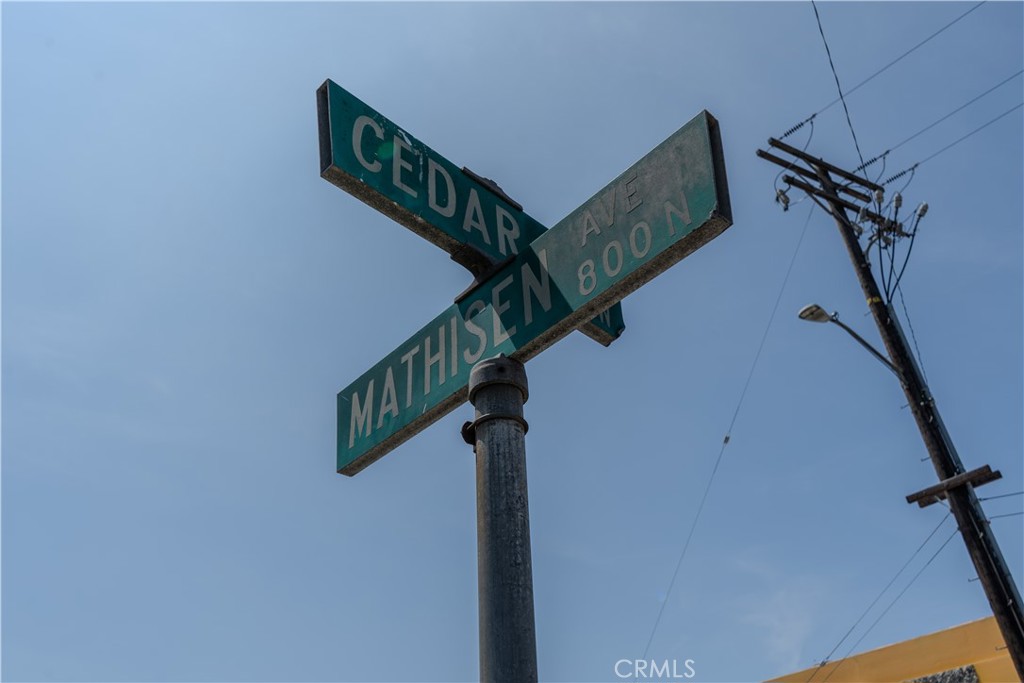 CEDAR
MATHISEN AVE
800 N
CRMLS